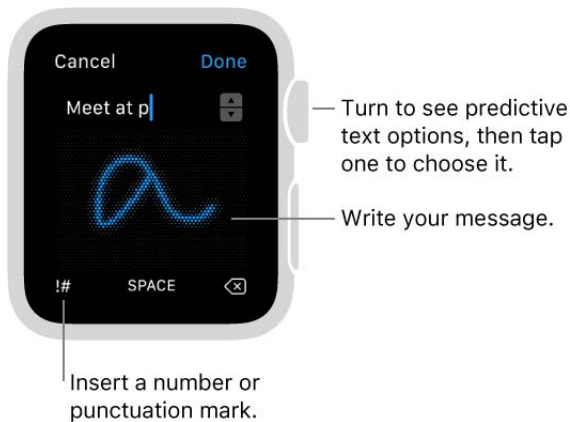 Cancel Done
Meet at p
a
!# SPACE
Turn to see predictive
text options, then tap
one to choose it.
Write your message.
Insert a number or
punctuation mark.